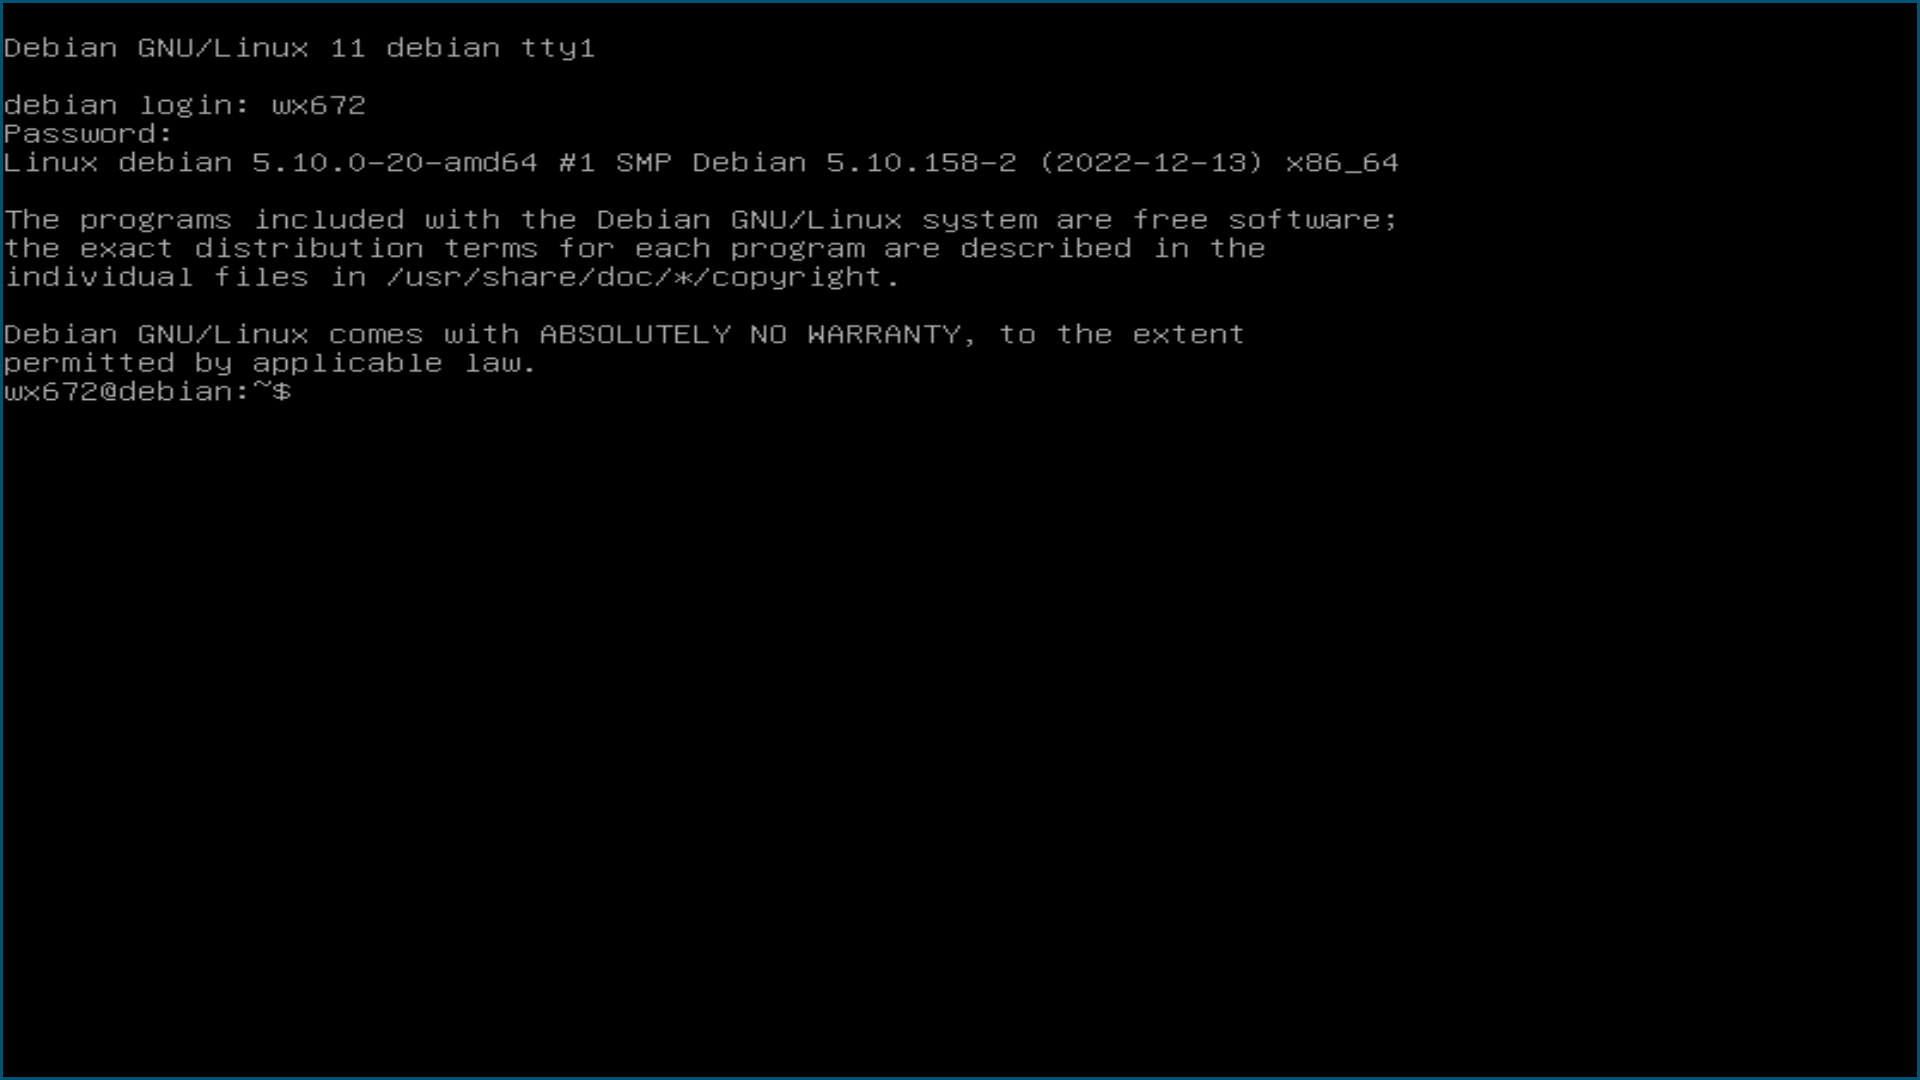 Debian GNU/Linux 11 debian tty1
debian login: wx672
Password:
Linux debian 5.10.0-20-amd64 #1 SMP Debian 5.10.158-2 (2022-12-13) x86_64
The programs included with the Debian GNU/Linux system are free software;
the exact distribution terms for each program are described in the
individual files in /usr/share/doc/*/copyright.
Debian GNU/Linux comes with ABSOLUTELY NO WARRANTY, to the extent
permitted by applicable law.
wx672@debian:~$